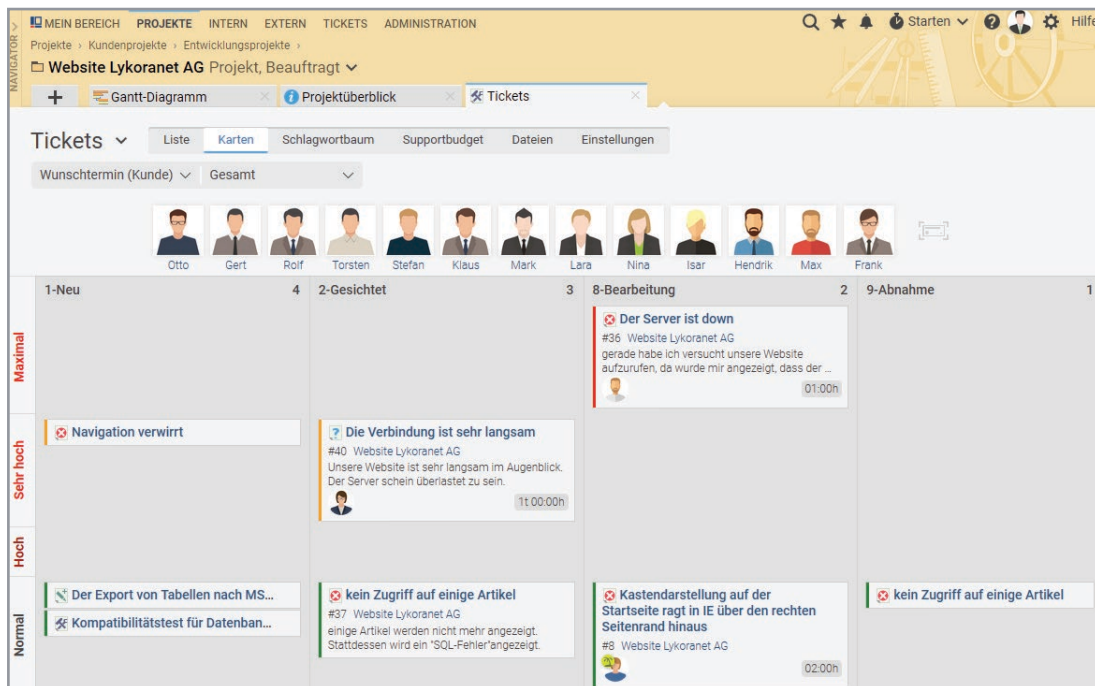 NAVIGATOR
MEIN BEREICH PROJEKTE INTERN EXTERN TICKETS ADMINISTRATION
Starten
Hilfe
Projekte › Kundenprojekte › Entwicklungsprojekte ›
Website Lykoranet AG Projekt, Beauftragt
+ Gantt-Diagramm × Projektüberblick × Tickets ×
Tickets Liste Karten Schlagwortbaum Supportbudget Dateien Einstellungen
Wunschtermin (Kunde) Gesamt
Otto Gert Rolf Torsten Stefan Klaus Mark Lara Nina Isar Hendrik Max Frank
1-Neu 4 2-Gesichtet 3 8-Bearbeitung 2 9-Abnahme 1
Maximal
Der Server ist down
#36 Website Lykoranet AG
gerade habe ich versucht unsere Website
aufzurufen, da wurde mir angezeigt, dass der ...
01:00h
Sehr hoch
Navigation verwirrt
Die Verbindung ist sehr langsam
#40 Website Lykoranet AG
Unsere Website ist sehr langsam im Augenblick.
Der Server schein überlastet zu sein.
1t 00:00h
Hoch
Normal
Der Export von Tabellen nach MS...
Kompatibilitätstest für Datenban...
kein Zugriff auf einige Artikel
#37 Website Lykoranet AG
einige Artikel werden nicht mehr angezeigt.
Stattdessen wird ein "SQL-Fehler"angezeigt.
Kastendarstellung auf der
Startseite ragt in IE über den rechten
Seitenrand hinaus
#8 Website Lykoranet AG
02:00h
kein Zugriff auf einige Artikel